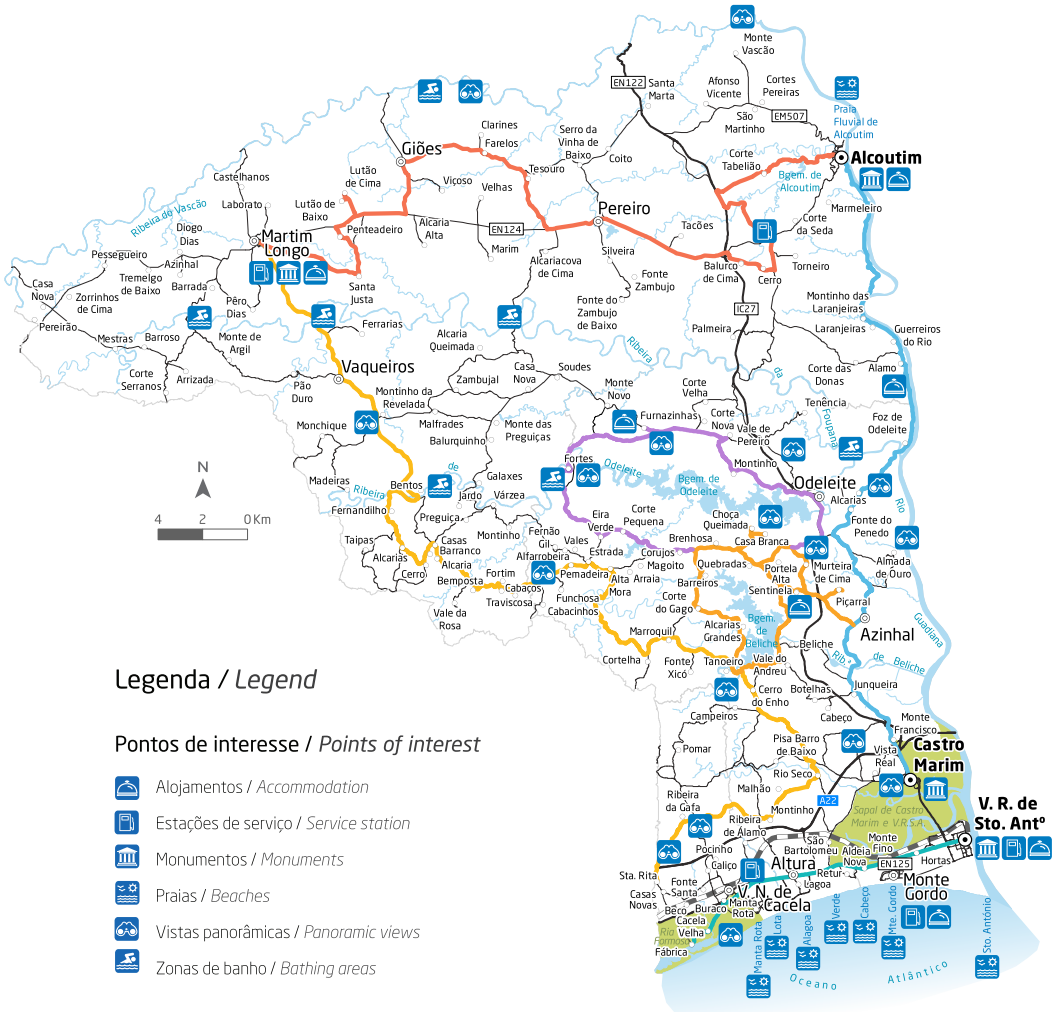 Monte
Vascão
EN122
Santa
Marta
Afonso
Vicente
Cortes
Pereiras
EM507
São
Martinho
Praia
Fluvial de
Alcoutim
Clarines
Farelos
Serro da
Vinha de
Baixo
Coito
Giões
Corte
Tabelião
Alcoutim
Bgem. de
Alcoutim
Tesouro
Lutão
de Cima
Castelhanos
Viçoso
Velhas
Laborato
Lutão de
Baixo
Ribeira do Vascão
Pereiro
Marmeleiro
Corte
da Seda
Penteadeiro
Alcaria
Alta
EN124
Tacões
Diogo
Dias
Martim
Longo
Marim
Alcariacova
de Cima
Silveira
Balurco
de Cima
Torneiro
Cerro
Pessegueiro
Azinhal
Tremelgo
de Baixo
Barrada
Casa
Nova
Zorrinhos
de Cima
Pêro
Dias
Santa
Justa
Fonte
Zambujo
Fonte do
Zambujo
de Baixo
Montinho das
Laranjeiras
IC27
Pereirão
Mestras
Barroso
Monte de
Argil
Ferrarias
Alcaria
Queimada
Palmeira
Laranjeiras
Guerreiros
do Rio
Ribeira
da
Foupana
Corte
Serranos
Arrizada
Vaqueiros
Pão
Duro
Zambujal
Casa
Nova
Soudes
Corte das
Donas
Alamo
Montinho da
Revelada
Monte
Novo
Corte
Velha
Tenência
Monchique
Malfrades
Monte das
Preguiças
Furnazinhas
Corte
Nova
Vale de
Pereiro
Foz de
Odeleite
Balurquinho
Fortes
Odeleite
Montinho
N
Madeiras
Bentos
de
Galaxes
Bgem. de
Odeleite
Odeleite
Alcarias
Rio
Ribeira
Jardo
Várzea
Fernandilho
Preguiça
Eira
Verde
Corte
Pequena
Choça
Queimada
Fonte do
Penedo
4 2 0 Km
Taipas
Casas
Barranco
Montinho
Fernão
Gil
Vales
Brenhosa
Casa Branca
Alcarias
Alcaria
Alfarrobeira
Estrada
Corujos
Magoito
Quebradas
Portela
Alta
Sentinela
Murteira
de Cima
Almada
de Ouro
Cerro
Bemposta
Fortim
Cabaços
Pemadeira
Alta
Mora
Arraia
Barreiros
Traviscosa
Funchosa
Cabacinhos
Corte
do Gago
Piçarral
Guadiana
Vale da
Rosa
Marroquil
Alcarias
Grandes
Bgem.
de
Beliche
Azinhal
Beliche
Rib.ª
de Beliche
Cortelha
Fonte
Xicó
Tanoeiro
Vale do
Andreu
Legenda / Legend
Cerro
do Enho
Botelhas
Junqueira
Campeiros
Cabeço
Monte
Francisco
Pontos de interesse / Points of interest
Pomar
Pisa Barro
de Baixo
Vista
Real
Castro
Marim
Alojamentos / Accommodation
Rio Seco
Malhão
Ribeira
da Gafa
A22
Montinho
Sapal de Castro
Marim e V.R.S.A.
V. R. de
Sto. Antº
Estações de serviço / Service station
Ribeira
de Álamo
Monumentos / Monuments
Pocinho
São
Bartolomeu
Aldeia
Nova
Monte
Fino
Hortas
EN125
Caliço
Altura
Retur-
Lagoa
Sta. Rita
Monte
Gordo
Praias / Beaches
Casas
Novas
Fonte
Santa
V. N. de
Cacela
Beco
Buraco
Manta
Rota
Cacela
Velha
Vistas panorâmicas / Panoramic views
Ria
Formosa
Fábrica
Manta Rota
Lota
Alagoa
Verde
Cabeço
Mte. Gordo
Sto. António
Zonas de banho / Bathing areas
Oceano Atlântico